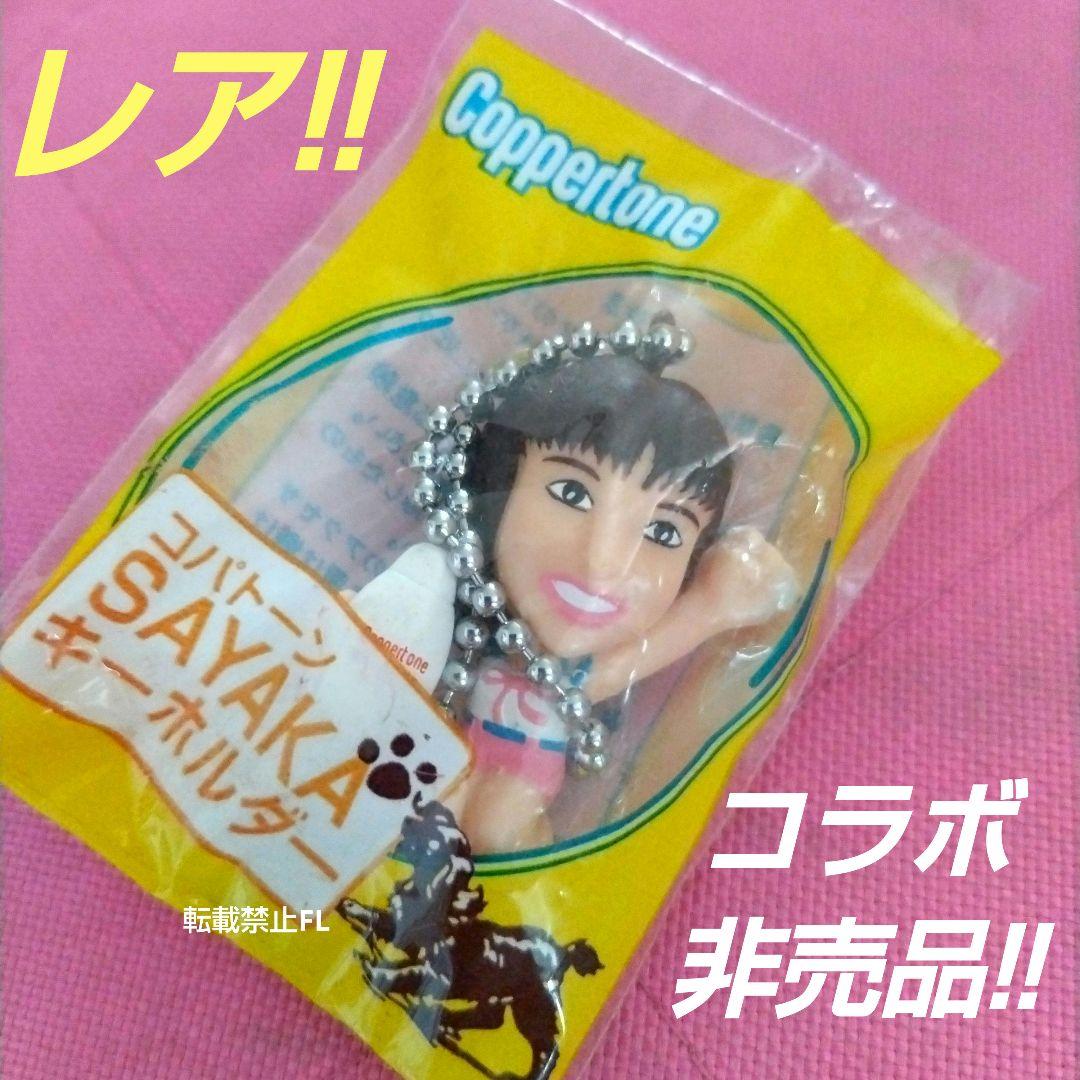 レア!!
Coppertone
Coppertone
コパトーン
SAYAKA
キーホルダー
コラボ
非売品!!
転載禁止FL